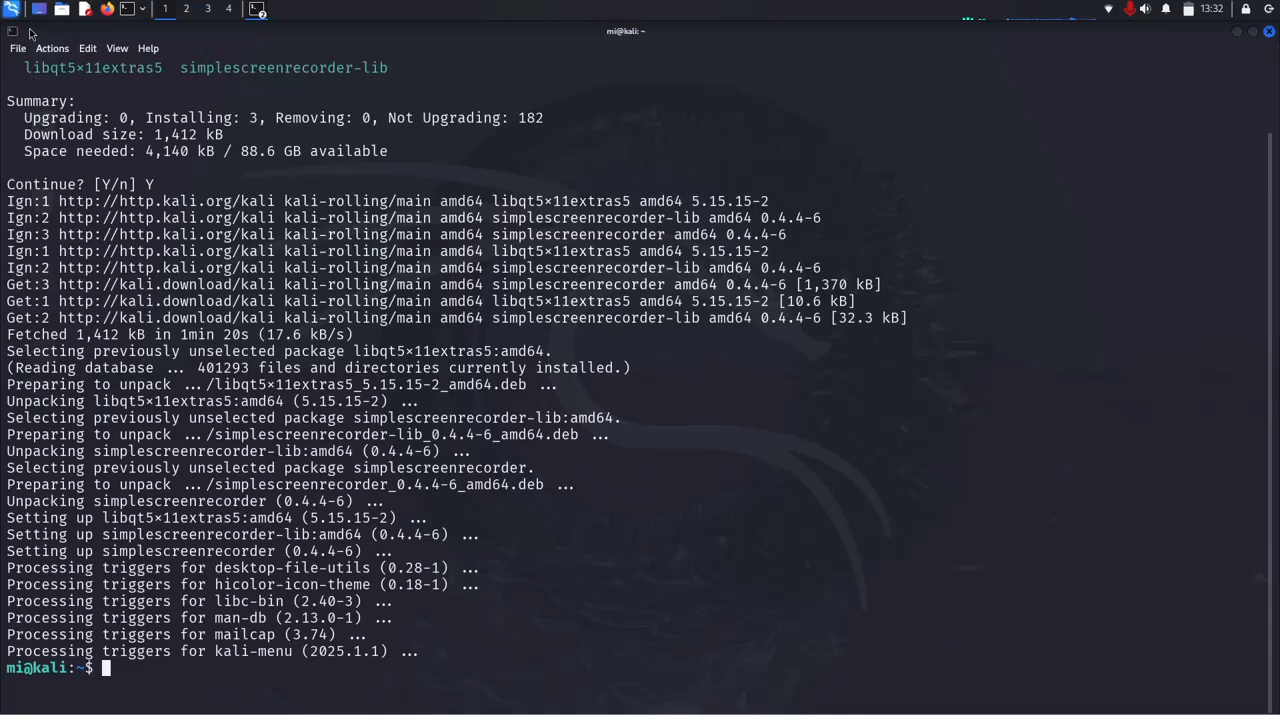 1 2 3 4 2 13:32
mi@kali: ~
File Actions Edit View Help
libqt5×11extras5 simplescreenrecorder-lib
Summary:
Upgrading: 0, Installing: 3, Removing: 0, Not Upgrading: 182
Download size: 1,412 kB
Space needed: 4,140 kB / 88.6 GB available
Continue? [Y/n] Y
Ign:1 http://http.kali.org/kali kali-rolling/main amd64 libqt5×11extras5 amd64 5.15.15-2
Ign:2 http://http.kali.org/kali kali-rolling/main amd64 simplescreenrecorder-lib amd64 0.4.4-6
Ign:3 http://http.kali.org/kali kali-rolling/main amd64 simplescreenrecorder amd64 0.4.4-6
Ign:1 http://http.kali.org/kali kali-rolling/main amd64 libqt5×11extras5 amd64 5.15.15-2
Ign:2 http://http.kali.org/kali kali-rolling/main amd64 simplescreenrecorder-lib amd64 0.4.4-6
Get:3 http://kali.download/kali kali-rolling/main amd64 simplescreenrecorder amd64 0.4.4-6 [1,370 kB]
Get:1 http://kali.download/kali kali-rolling/main amd64 libqt5×11extras5 amd64 5.15.15-2 [10.6 kB]
Get:2 http://kali.download/kali kali-rolling/main amd64 simplescreenrecorder-lib amd64 0.4.4-6 [32.3 kB]
Fetched 1,412 kB in 1min 20s (17.6 kB/s)
Selecting previously unselected package libqt5×11extras5:amd64.
(Reading database ... 401293 files and directories currently installed.)
Preparing to unpack .../libqt5×11extras5_5.15.15-2_amd64.deb ...
Unpacking libqt5×11extras5:amd64 (5.15.15-2) ...
Selecting previously unselected package simplescreenrecorder-lib:amd64.
Preparing to unpack .../simplescreenrecorder-lib_0.4.4-6_amd64.deb ...
Unpacking simplescreenrecorder-lib:amd64 (0.4.4-6) ...
Selecting previously unselected package simplescreenrecorder.
Preparing to unpack .../simplescreenrecorder_0.4.4-6_amd64.deb ...
Unpacking simplescreenrecorder (0.4.4-6) ...
Setting up libqt5×11extras5:amd64 (5.15.15-2) ...
Setting up simplescreenrecorder-lib:amd64 (0.4.4-6) ...
Setting up simplescreenrecorder (0.4.4-6) ...
Processing triggers for desktop-file-utils (0.28-1) ...
Processing triggers for hicolor-icon-theme (0.18-1) ...
Processing triggers for libc-bin (2.40-3) ...
Processing triggers for man-db (2.13.0-1) ...
Processing triggers for mailcap (3.74) ...
Processing triggers for kali-menu (2025.1.1) ...
mi@kali:~$